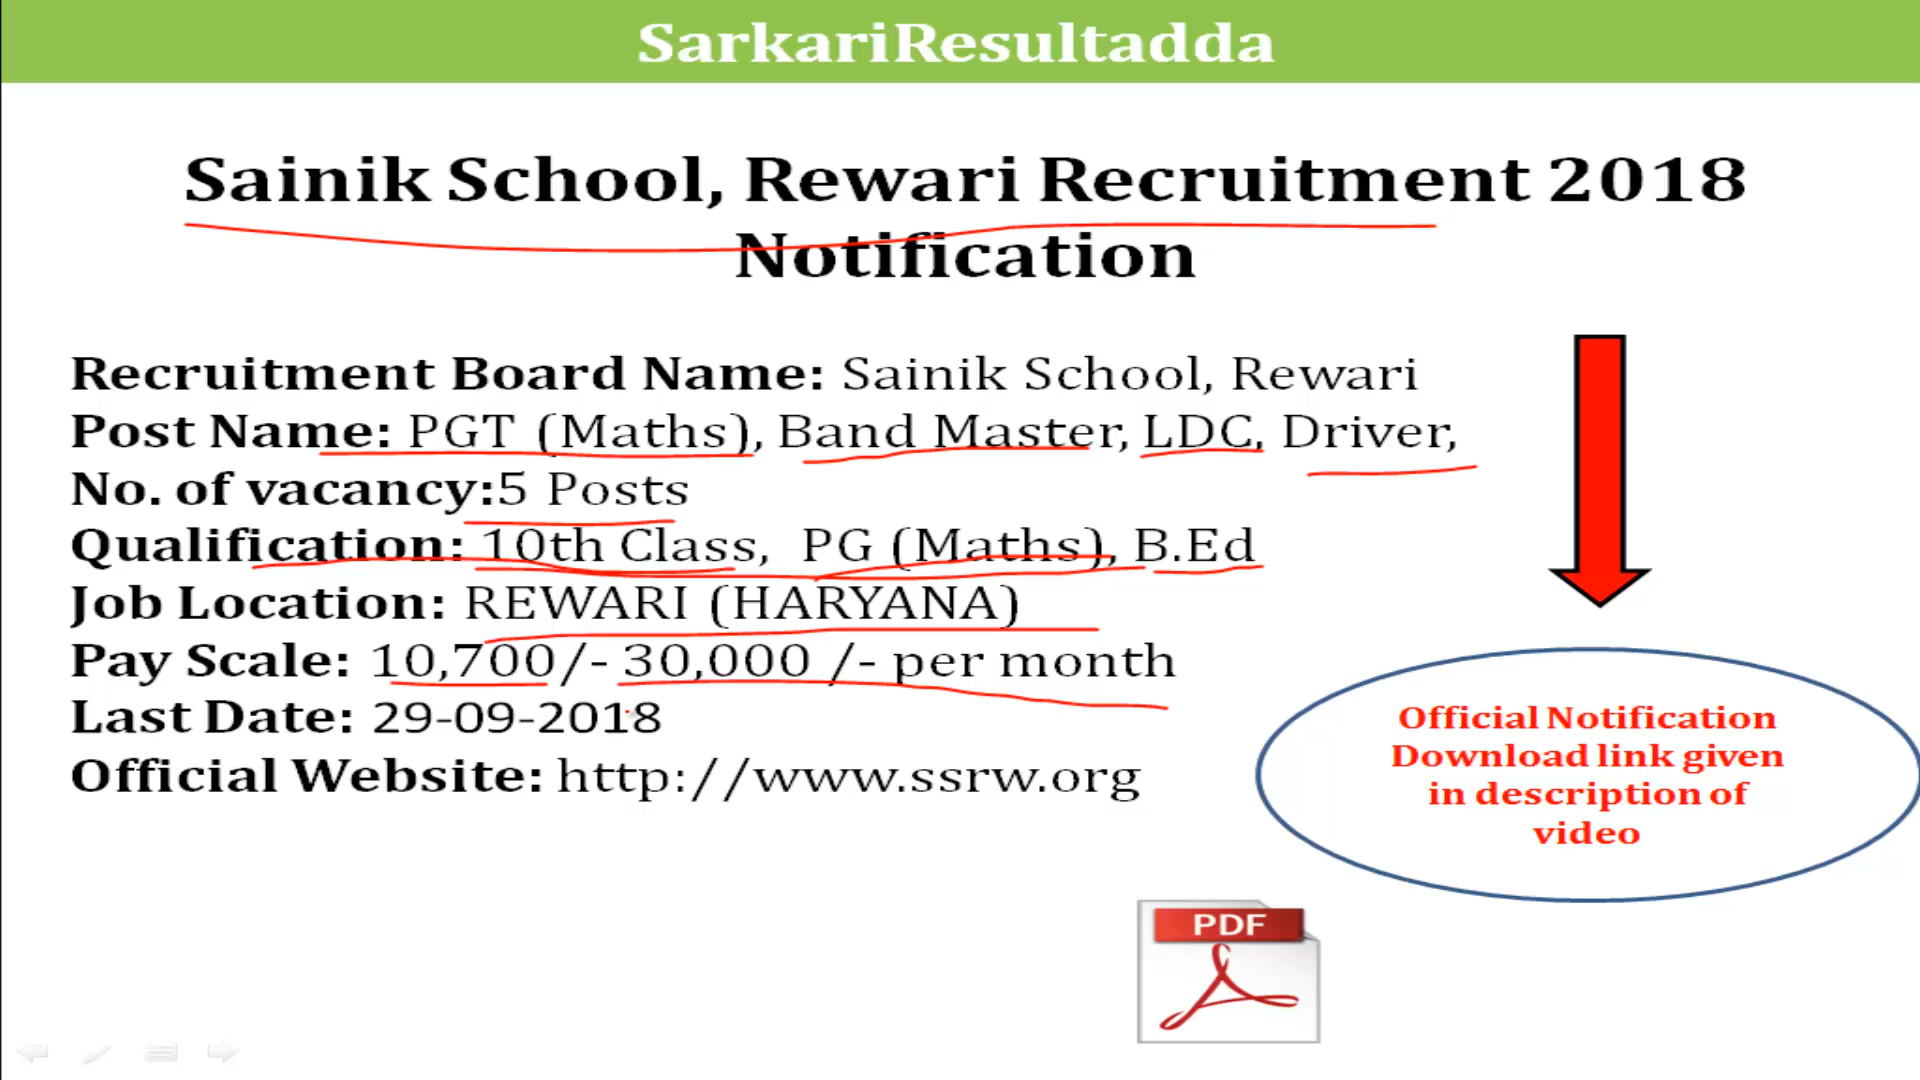 SarkariResultadda
Sainik School, Rewari Recruitment 2018
Notification
Recruitment Board Name: Sainik School, Rewari
Post Name: PGT (Maths), Band Master, LDC, Driver,
No. of vacancy:5 Posts
Qualification: 10th Class, PG (Maths), B.Ed
Job Location: REWARI (HARYANA)
Pay Scale: 10,700/- 30,000 /- per month
Last Date: 29-09-2018
Official Website: http://www.ssrw.org
Official Notification
Download link given
in description of
video
PDF